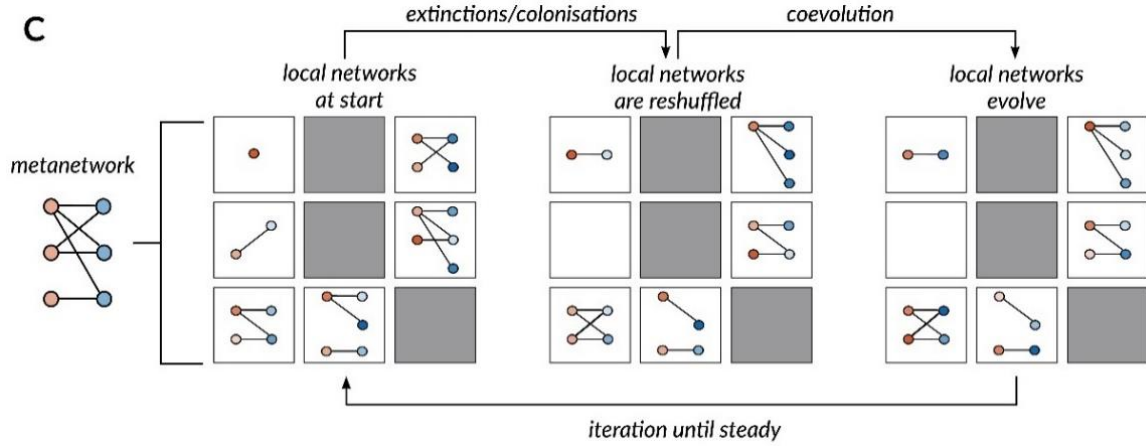 C
extinctions/colonisations
coevolution
local networks
at start
local networks
are reshuffled
local networks
evolve
metanetwork
iteration until steady